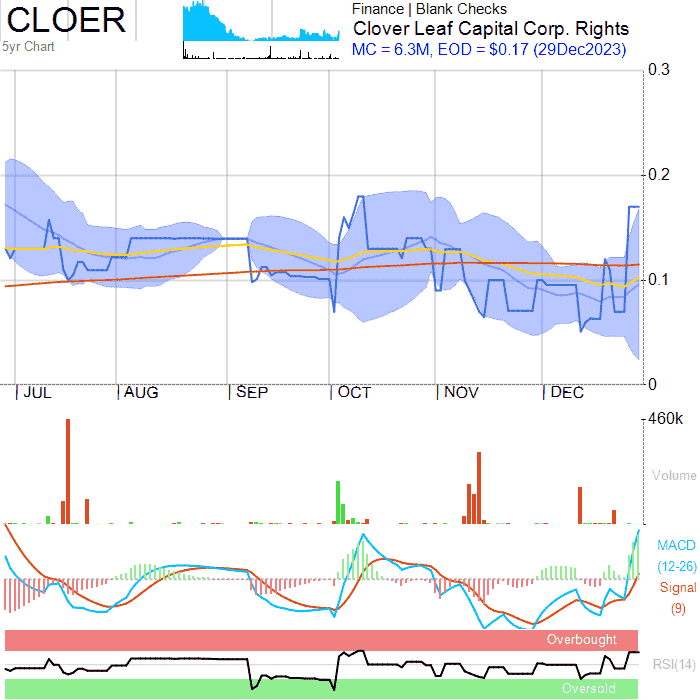 CLOER
5yr Chart
Finance | Blank Checks
Clover Leaf Capital Corp. Rights
MC = 6.3M, EOD = $0.17 (29Dec2023)
0.3
0.2
0.1
0
JUL AUG SEP OCT NOV DEC
460k
Volume
MACD
(12-26)
Signal
(9)
Overbought
RSI(14)
Oversold